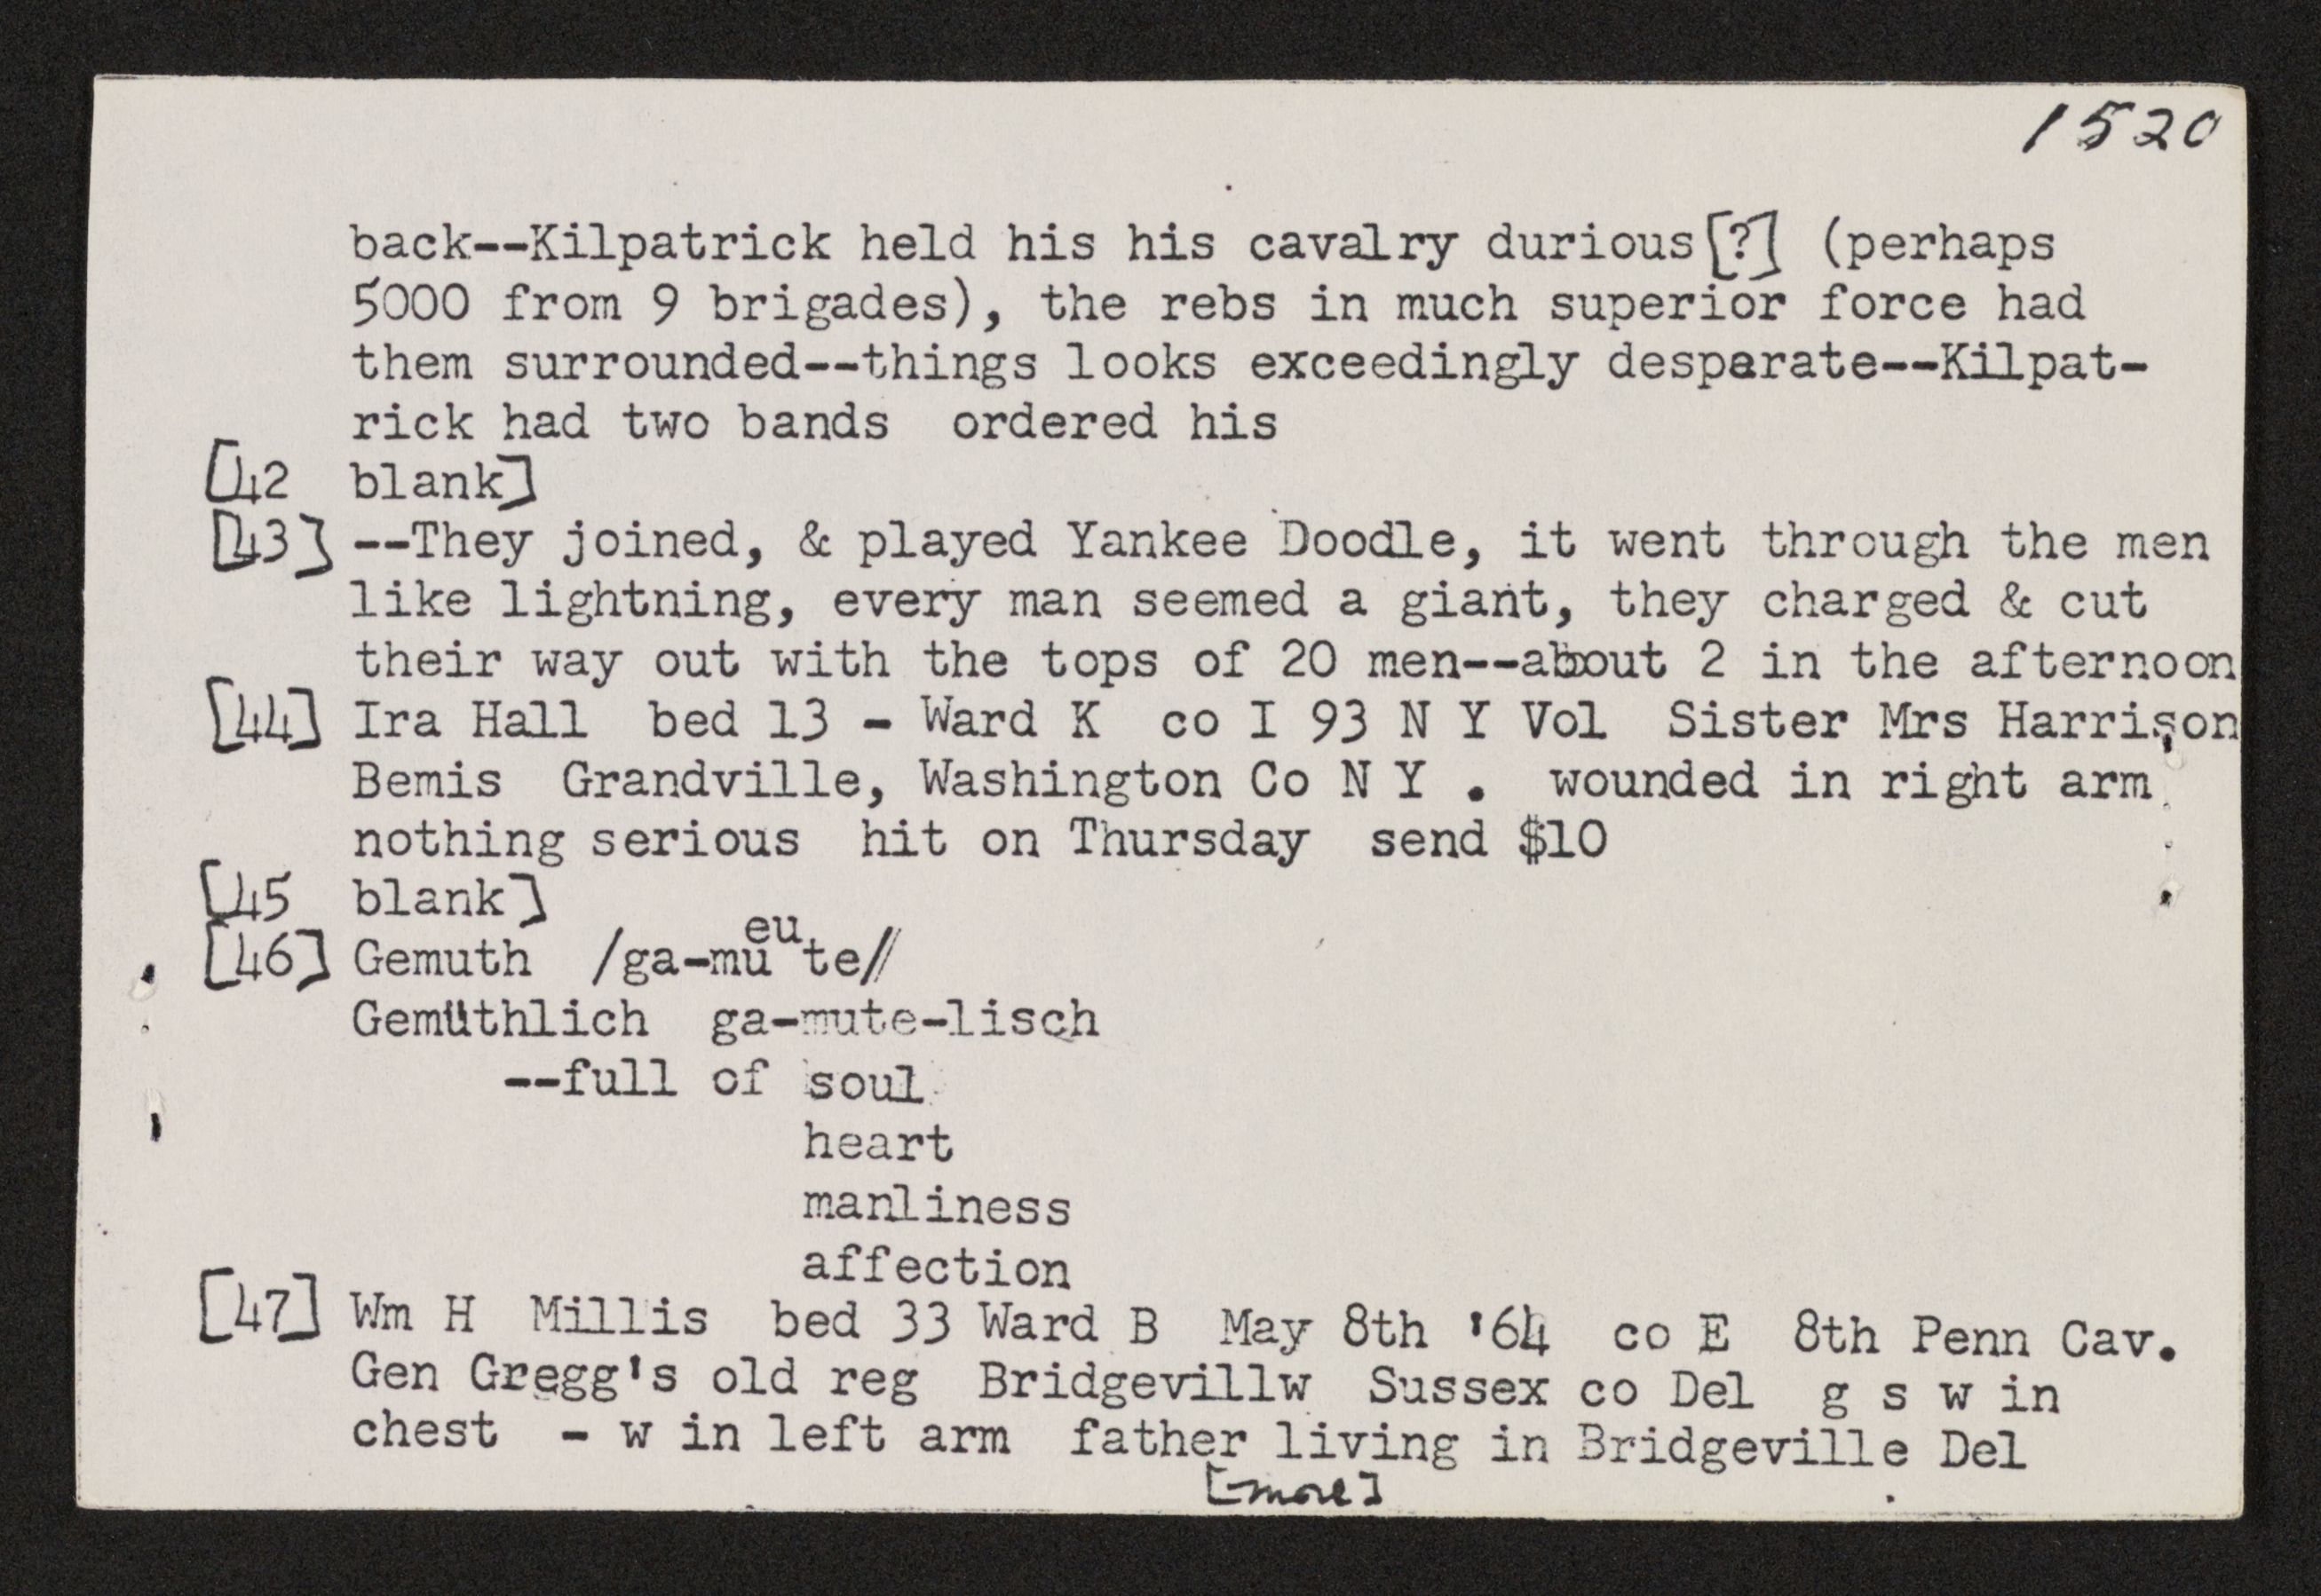 1520
back--Kilpatrick held his his cavalry durious[?] (perhaps
5000 from 9 brigades), the rebs in much superior force had
them surrounded--things looks exceedingly desparate--Kilpat-
rick had two bands  ordered his
[42 blank]
[43] --They joined, & played Yankee Doodle, it went through the men
like lightning, every man seemed a giant, they charged & cut
their way out with the tops of 20 men--about 2 in the afternoon
[44] Ira Hall  bed 13 - Ward K  co I 93 N Y Vol  Sister Mrs Harrison
Bemis  Grandville, Washington Co N Y .  wounded in right arm
nothing serious  hit on Thursday  send $10
[45 blank]
eu
[46] Gemuth  /ga-mu te//
Gemüthlich  ga-mute-lisch
--full of soul
heart
manliness
affection
[47] Wm H  Millis  bed 33 Ward B  May 8th '64  co E  8th Penn Cav.
Gen Gregg's old reg  Bridgevillw  Sussex co Del  g s w in
chest  - w in left arm  father living in Bridgeville Del
[-more]